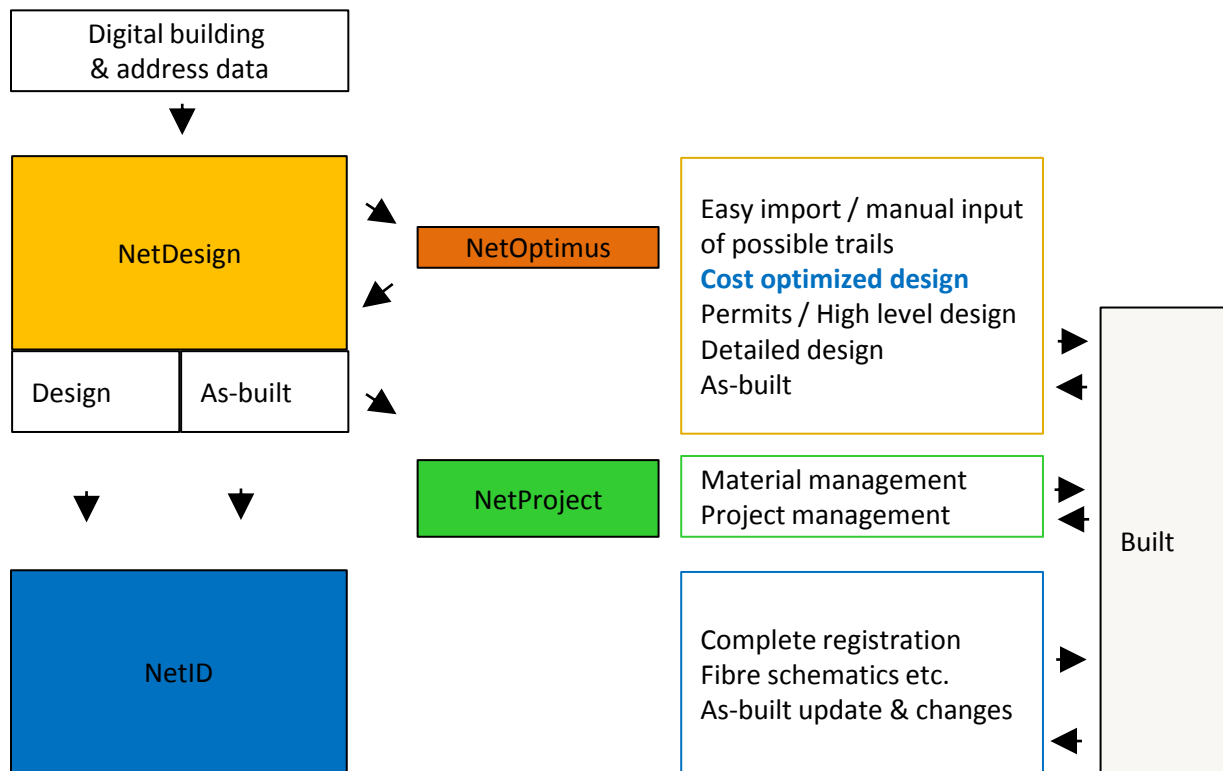 Digital building
& address data
NetDesign
NetOptimus
Easy import / manual input
of possible trails
Cost optimized design
Permits / High level design
Detailed design
As-built
Design
As-built
NetProject
Material management
Project management
Built
NetID
Complete registration
Fibre schematics etc.
As-built update & changes